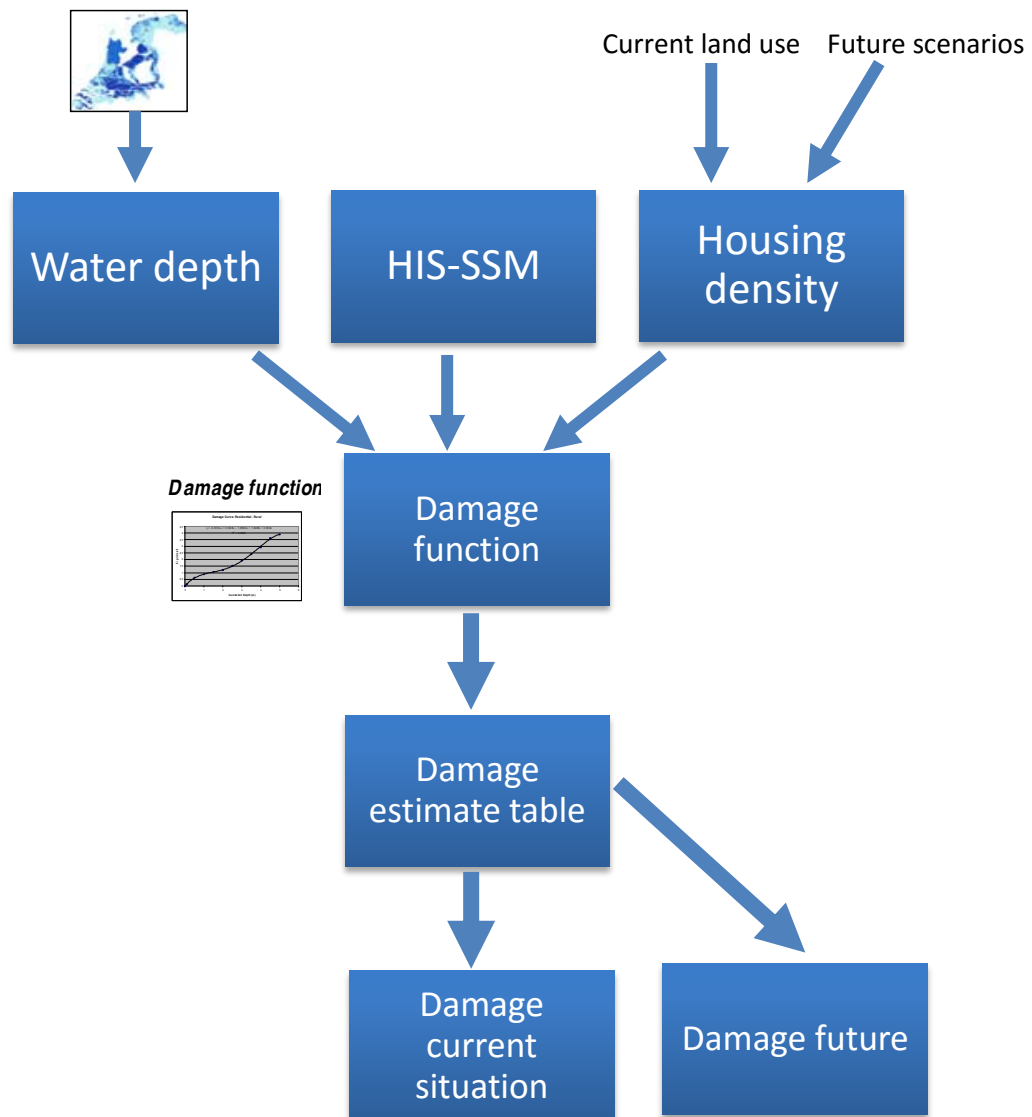 Current land use Future scenarios
Water depth
HIS-SSM
Housing
density
Damage function
Damage
function
Damage
estimate table
Damage
current
situation
Damage future